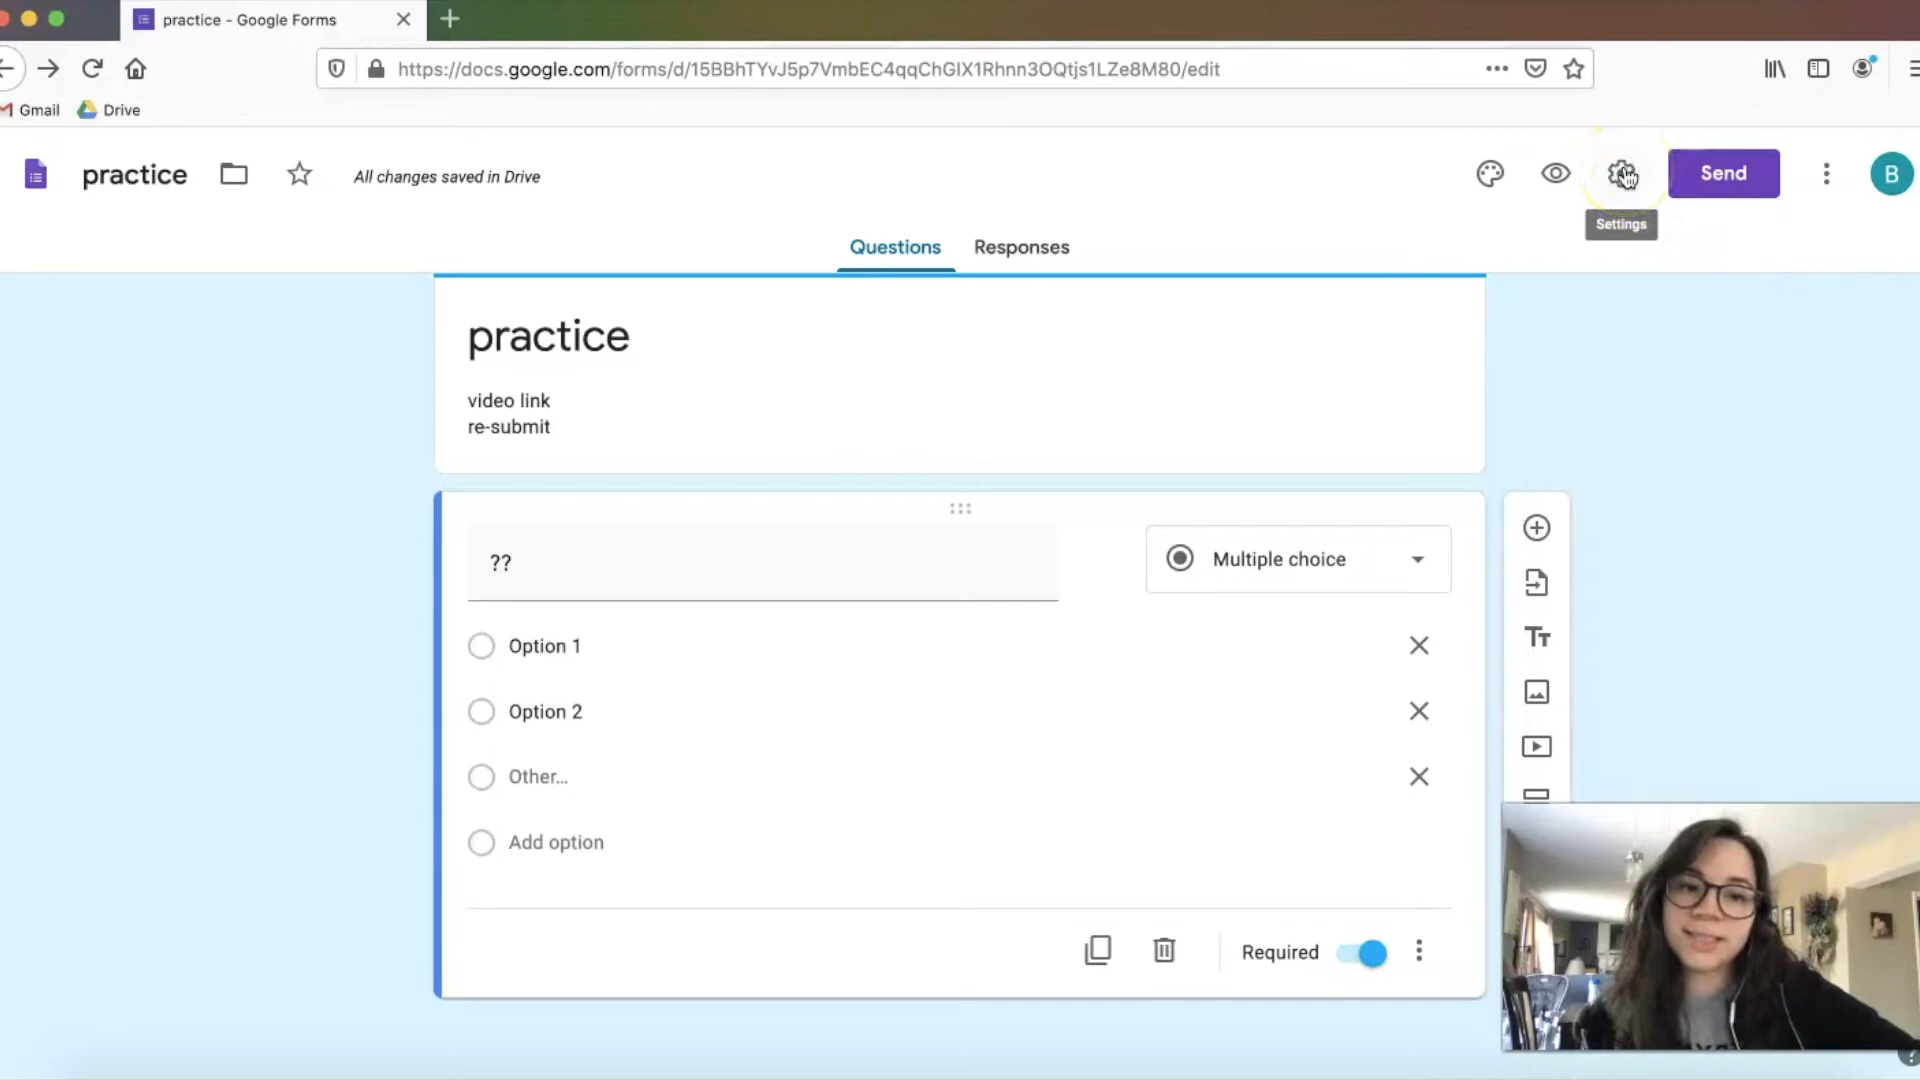 practice - Google Forms
https://docs.google.com/forms/d/15BBhTYvJ5p7VmbEC4qqChGIX1Rhnn3OQtjs1LZe8M80/edit
Gmail Drive
practice All changes saved in Drive Send B
Settings
Questions Responses
practice
video link
re-submit
?? Multiple choice
Option 1
Option 2
Other...
Add option
Required